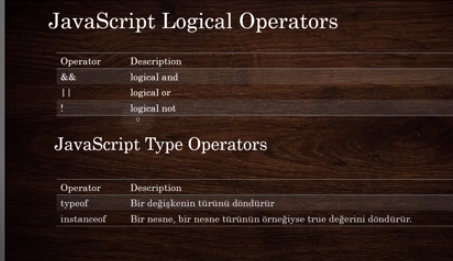 JavaScript Logical Operators
Operator Description
&& logical and
|| logical or
! logical not
JavaScript Type Operators
Operator Description
typeof Bir değişkenin türünü döndürür
instanceof Bir nesne, bir nesne türünün örneğiyse true değerini döndürür.